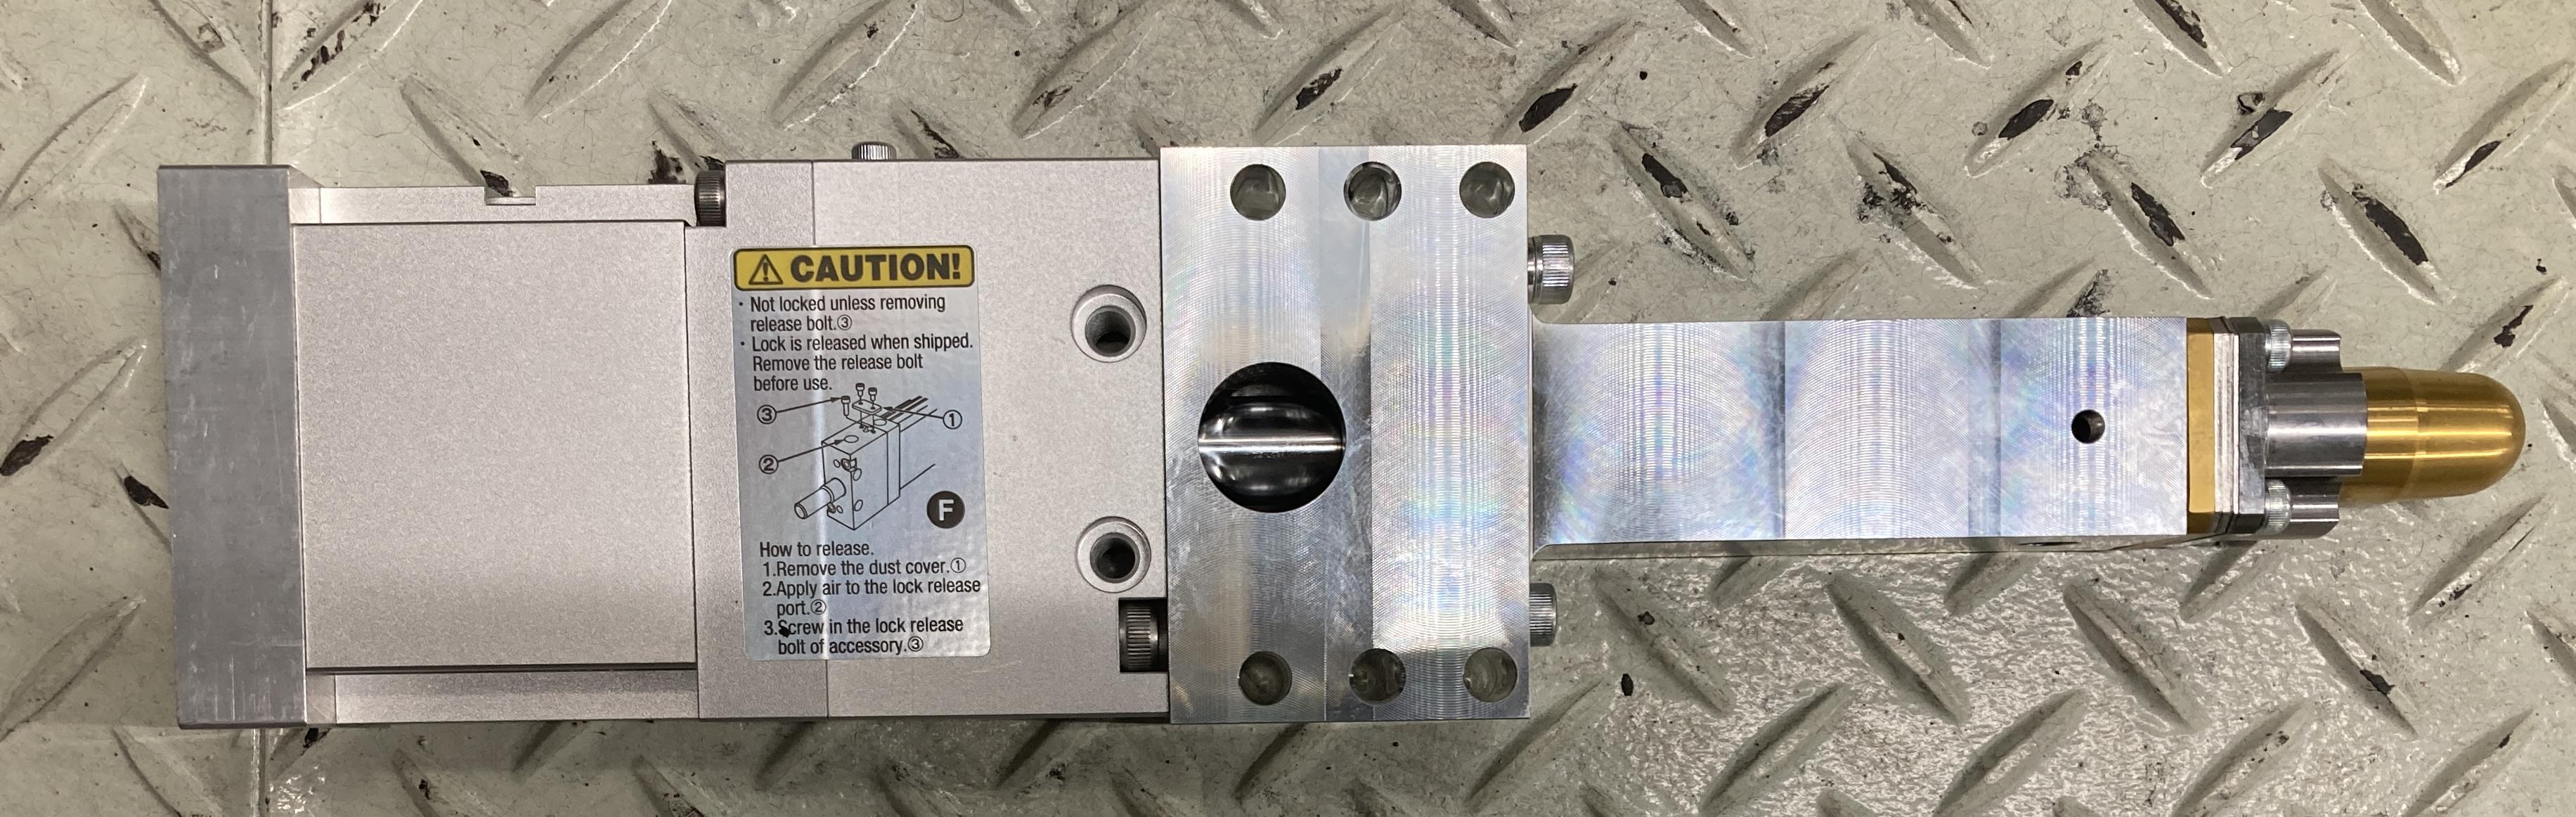 CAUTION!
・Not locked unless removing
release bolt.③
・Lock is released when shipped.
Remove the release bolt
before use.
③
①
②
F
How to release.
1.Remove the dust cover.①
2.Apply air to the lock release
port.②
3.Screw in the lock release
bolt of accessory.③